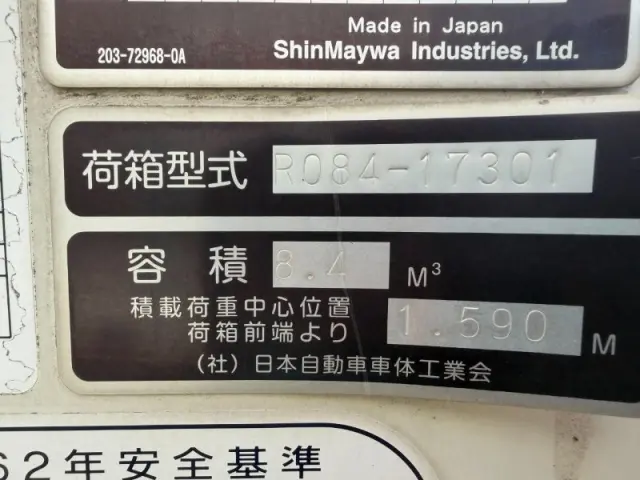 Made in Japan
203-72968-0A ShinMaywa Industries, Ltd.
荷箱型式 R084-17301
容積 8.4 M³
積載荷重中心位置
荷箱前端より 1.590 M
(社)日本自動車車体工業会
62年安全基準